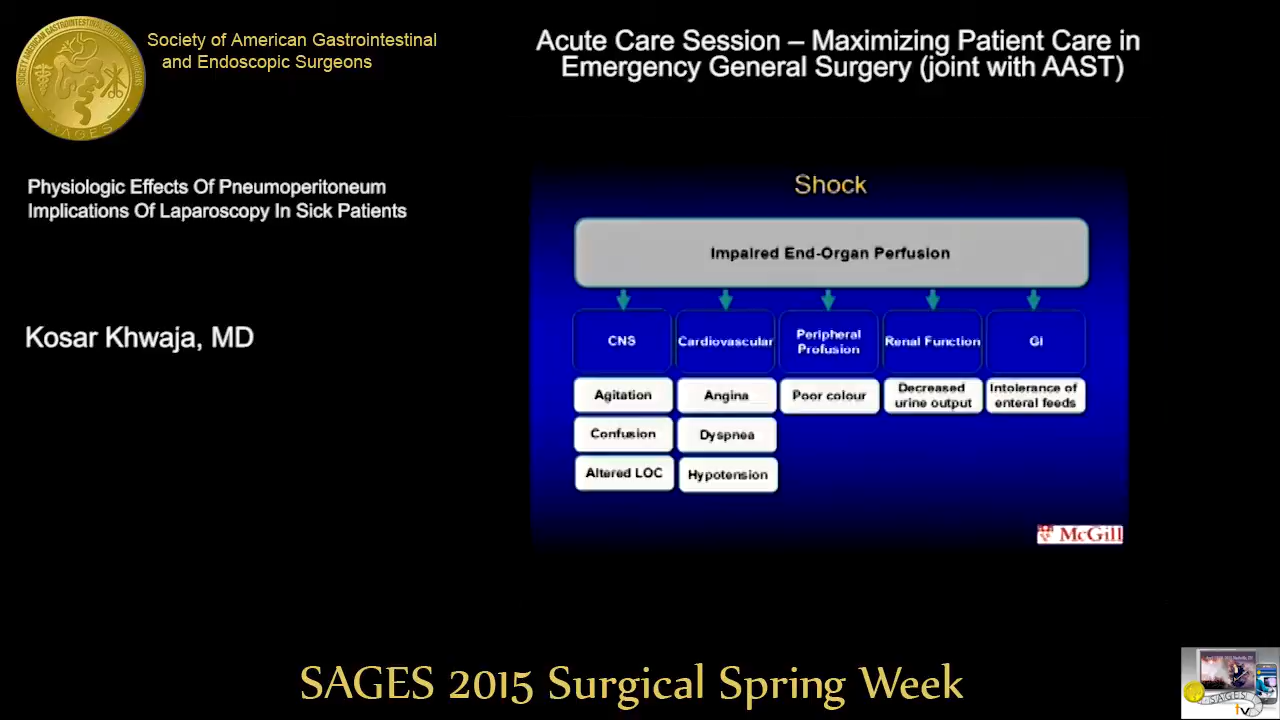 Society of American Gastrointestinal
and Endoscopic Surgeons
Acute Care Session – Maximizing Patient Care in
Emergency General Surgery (joint with AAST)
Physiologic Effects Of Pneumoperitoneum
Implications Of Laparoscopy In Sick Patients
Kosar Khwaja, MD
Shock
Impaired End-Organ Perfusion
CNS
Agitation
Confusion
Altered LOC
Cardiovascular
Angina
Dyspnea
Hypotension
Peripheral
Profusion
Poor colour
Renal Function
Decreased
urine output
GI
Intolerance of
enteral feeds
McGill
SAGES 2015 Surgical Spring Week
SAGES
SAGES
tv